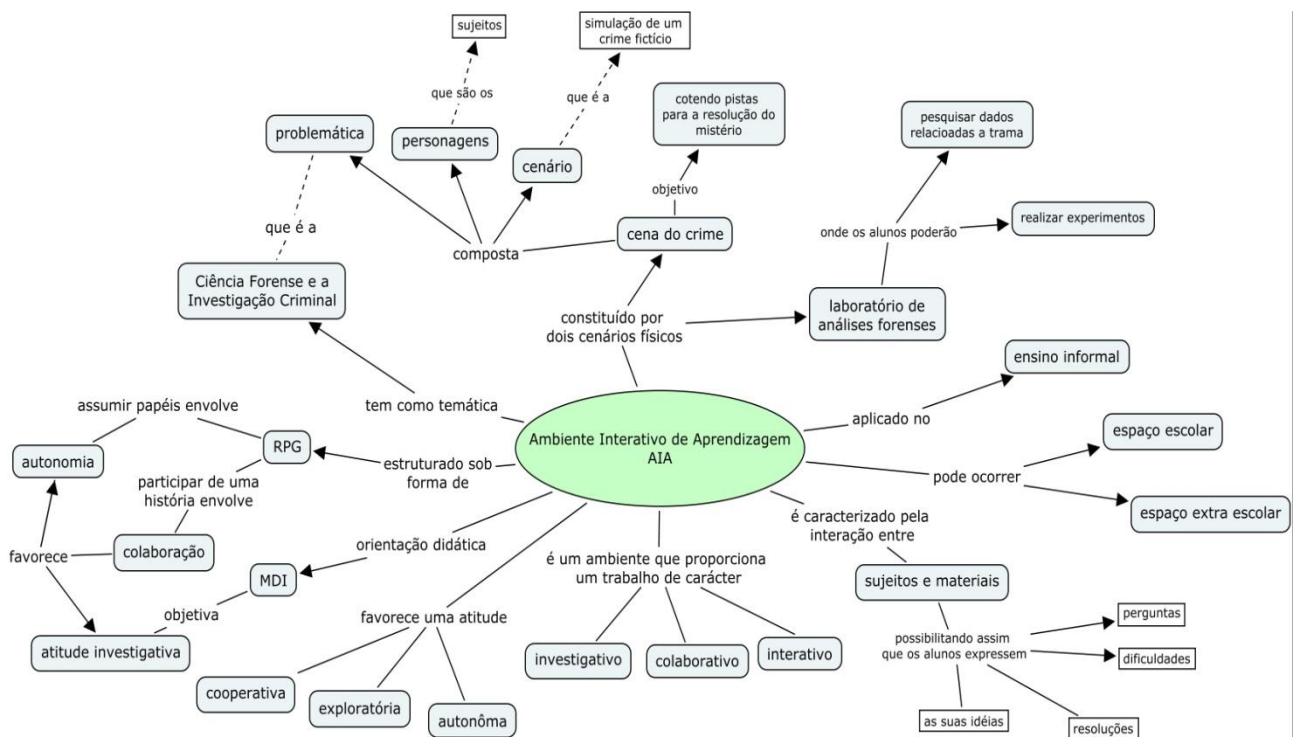 sujeitos
simulação de um
crime fictício
que são os
que é a
cotendo pistas
para a resolução do
mistério
pesquisar dados
relacioadas a trama
problemática
personagens
cenário
objetivo
realizar experimentos
que é a
composta
cena do crime
onde os alunos poderão
Ciência Forense e a
Investigação Criminal
constituído por
dois cenários físicos
laboratório de
análises forenses
ensino informal
assumir papéis envolve
tem como temática
aplicado no
Ambiente Interativo de Aprendizagem
AIA
espaço escolar
autonomia
RPG
estruturado sob
forma de
pode ocorrer
participar de uma
história envolve
é caracterizado pela
interação entre
espaço extra escolar
favorece
colaboração
orientação didática
é um ambiente que proporciona
um trabalho de carácter
MDI
sujeitos e materiais
objetiva
favorece uma atitude
perguntas
atitude investigativa
investigativo
colaborativo
interativo
possibilitando assim
que os alunos expressem
dificuldades
cooperativa
exploratória
autonôma
as suas idéias
resoluções